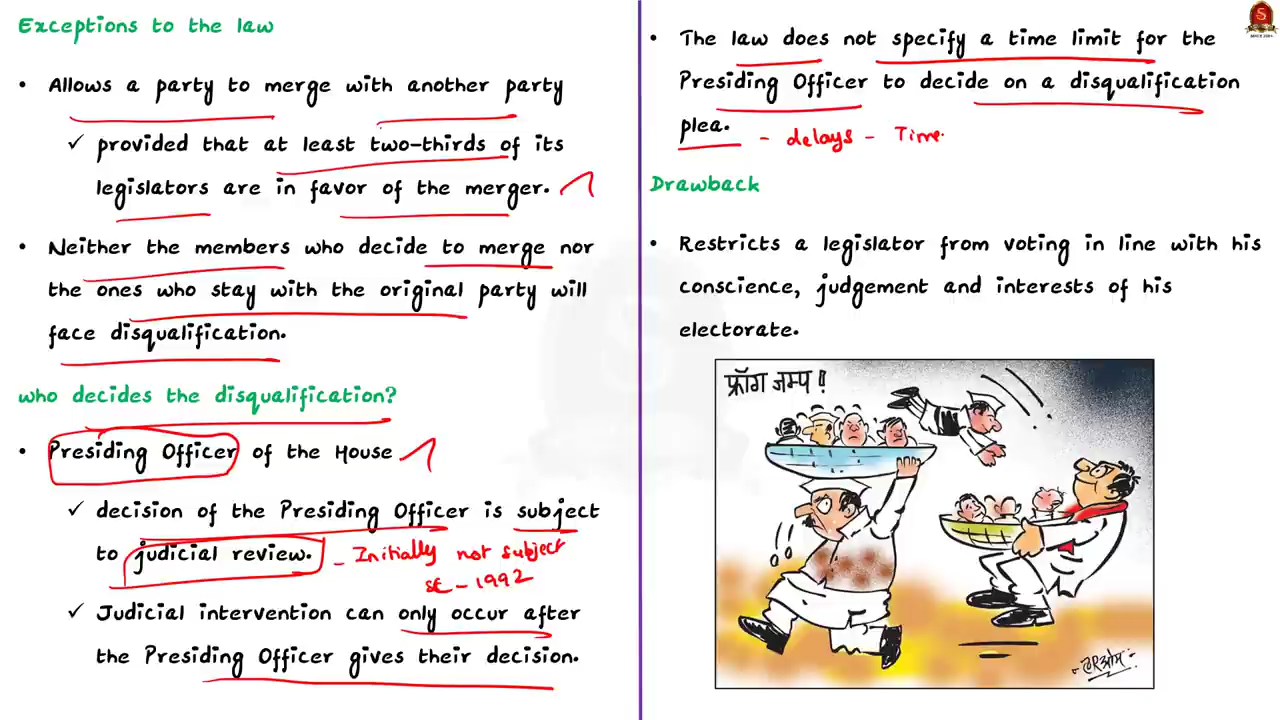 Exceptions to the law
• Allows a party to merge with another party
✓ provided that at least two-thirds of its
legislators are in favor of the merger.
• Neither the members who decide to merge nor
the ones who stay with the original party will
face disqualification.
who decides the disqualification?
• Presiding Officer of the House
✓ decision of the Presiding Officer is subject
to judicial review. - Initially not subject
SC - 1992
✓ Judicial intervention can only occur after
the Presiding Officer gives their decision.
• The law does not specify a time limit for the
Presiding Officer to decide on a disqualification
plea. - delays - Time
Drawback
• Restricts a legislator from voting in line with his
conscience, judgement and interests of his
electorate.
फ्रॉग जम्प !!